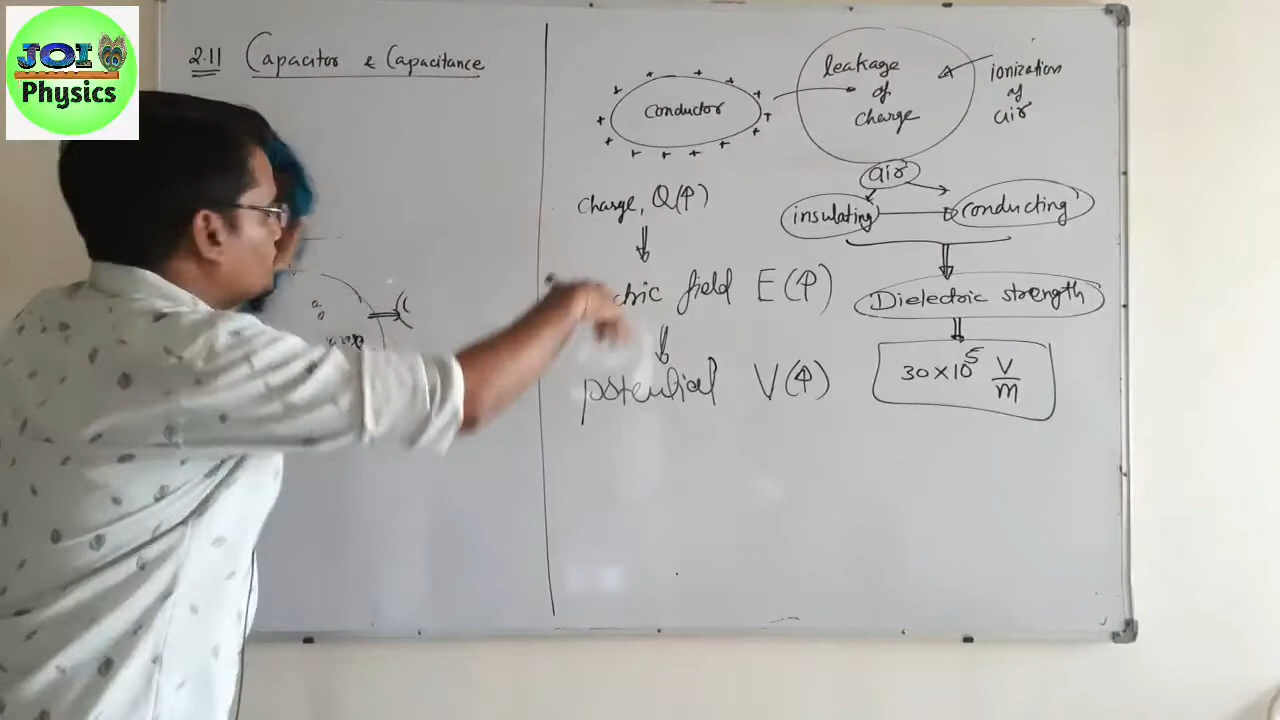 JOI
Physics
2.11 Capacitor & Capacitance
conductor
leakage
of
charge
ionization
of
air
air
charge, Q(↑)
insulating
conducting
field E(↑)
Dielectric strength
potential V(↑)
30×10⁵ V/m